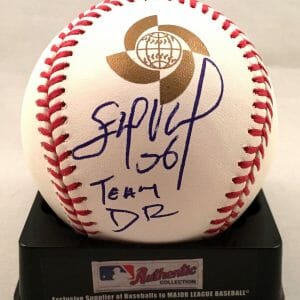 26
TEAM
DR
Authentic
COLLECTION
Exclusive Supplier of Baseballs to MAJOR LEAGUE BASEBALL